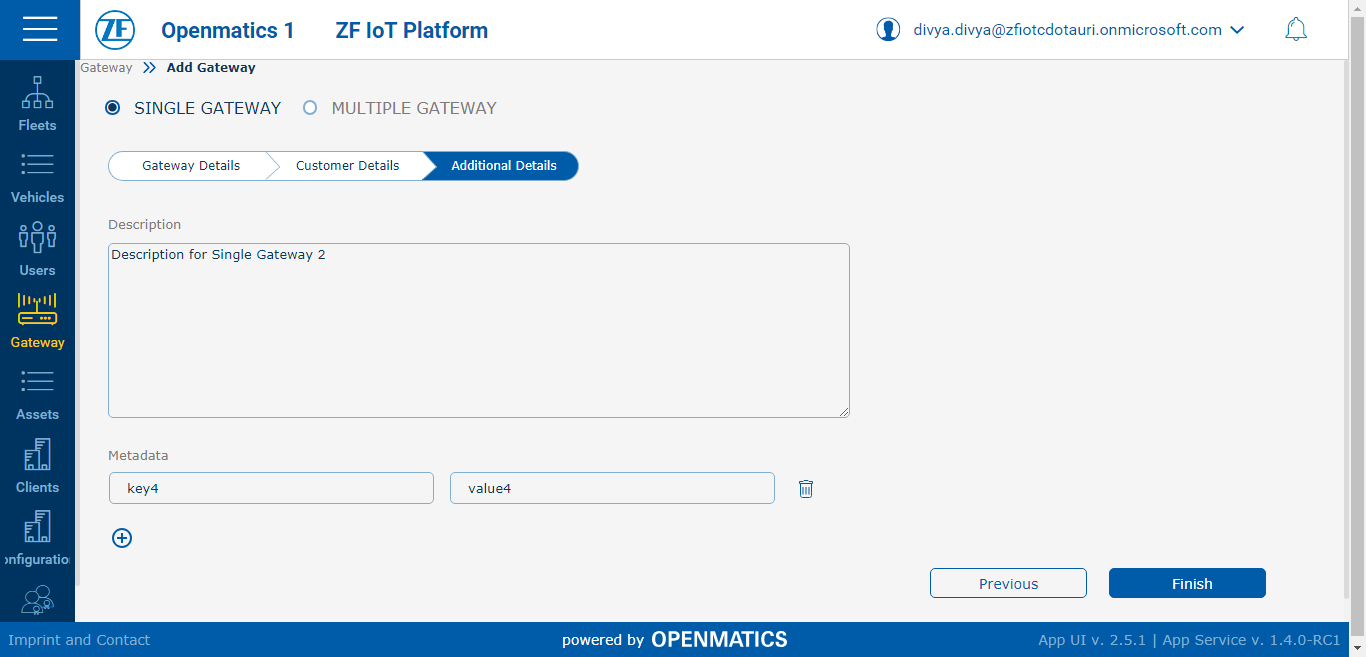 ZF Openmatics 1 ZF IoT Platform divya.divya@zfiotcdotauri.onmicrosoft.com
Gateway Add Gateway
SINGLE GATEWAY MULTIPLE GATEWAY
Gateway Details Customer Details Additional Details
Description
Description for Single Gateway 2
Metadata
key4 value4
Previous Finish
Fleets
Vehicles
Users
Gateway
Assets
Clients
onfiguratio
Imprint and Contact powered by OPENMATICS App UI v. 2.5.1 | App Service v. 1.4.0-RC1